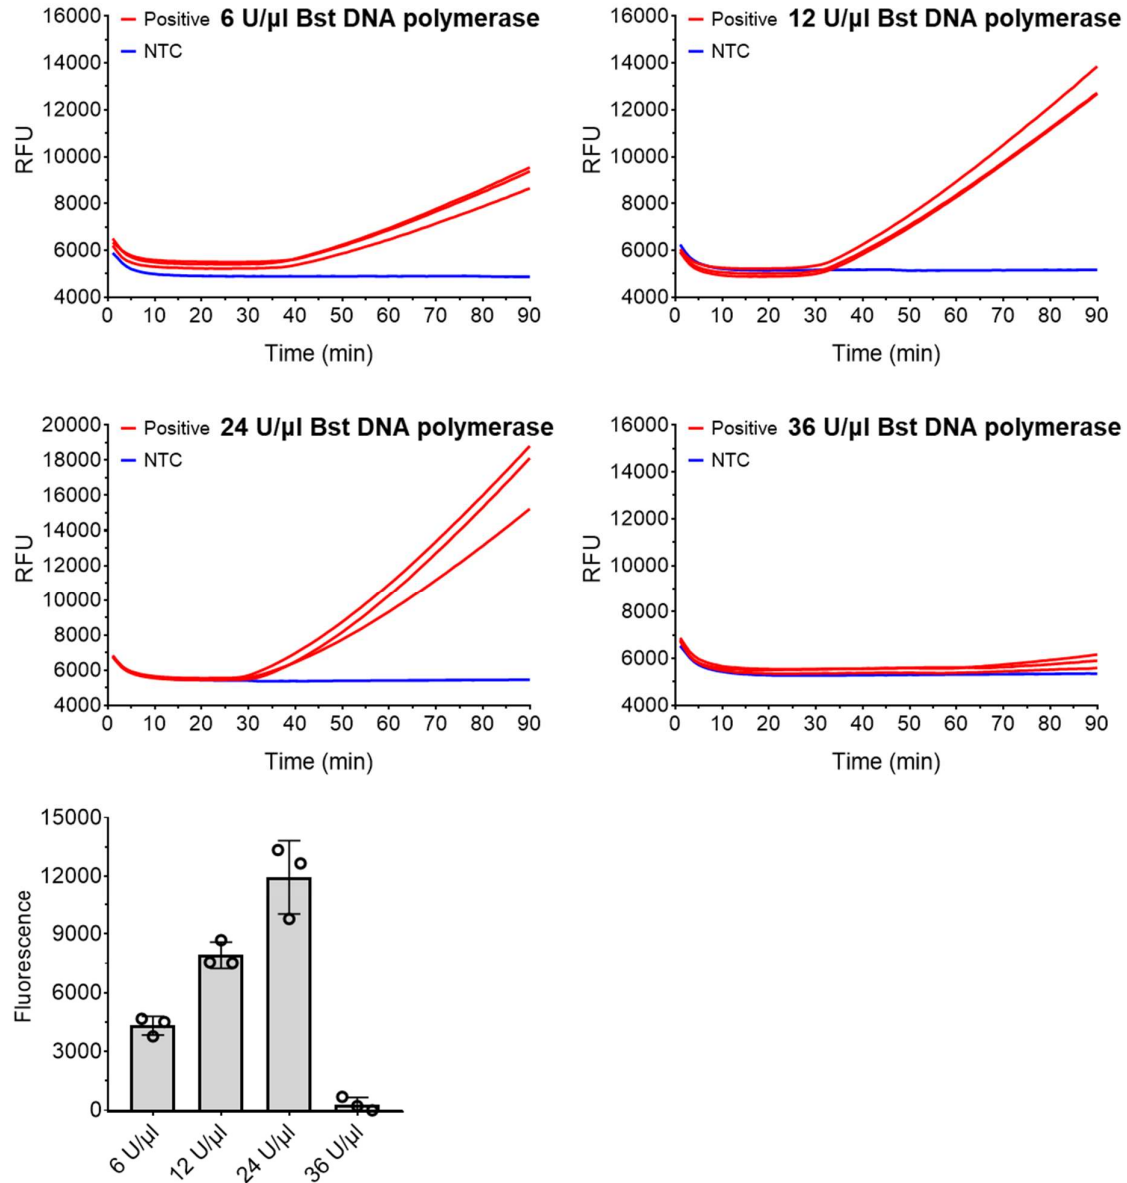 6 U/µl Bst DNA polymerase
Positive
NTC
16000
14000
12000
10000
8000
6000
4000
RFU
0 10 20 30 40 50 60 70 80 90
Time (min)
12 U/µl Bst DNA polymerase
Positive
NTC
16000
14000
12000
10000
8000
6000
4000
RFU
0 10 20 30 40 50 60 70 80 90
Time (min)
24 U/µl Bst DNA polymerase
Positive
NTC
20000
18000
16000
14000
12000
10000
8000
6000
4000
RFU
0 10 20 30 40 50 60 70 80 90
Time (min)
36 U/µl Bst DNA polymerase
Positive
NTC
16000
14000
12000
10000
8000
6000
4000
RFU
0 10 20 30 40 50 60 70 80 90
Time (min)
15000
12000
9000
6000
3000
0
Fluorescence
6 U/µl
12 U/µl
24 U/µl
36 U/µl